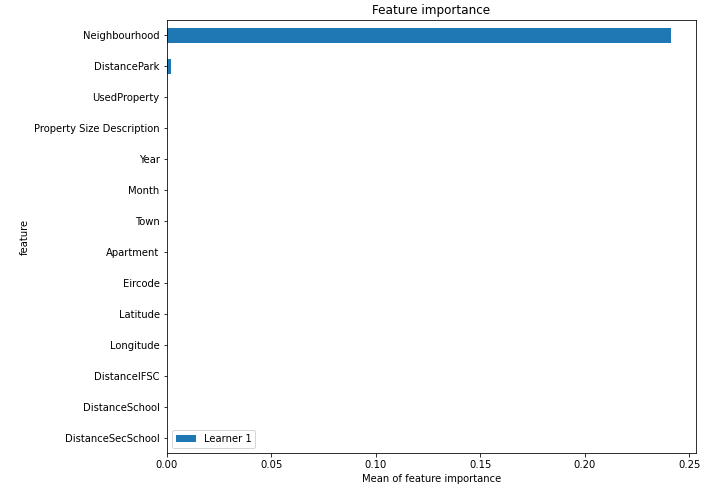 Feature importance
Neighbourhood
DistancePark
UsedProperty
Property Size Description
Year
Month
Town
Apartment
Eircode
Latitude
Longitude
DistanceIFSC
DistanceSchool
DistanceSecSchool
feature
Learner 1
0.00 0.05 0.10 0.15 0.20 0.25
Mean of feature importance